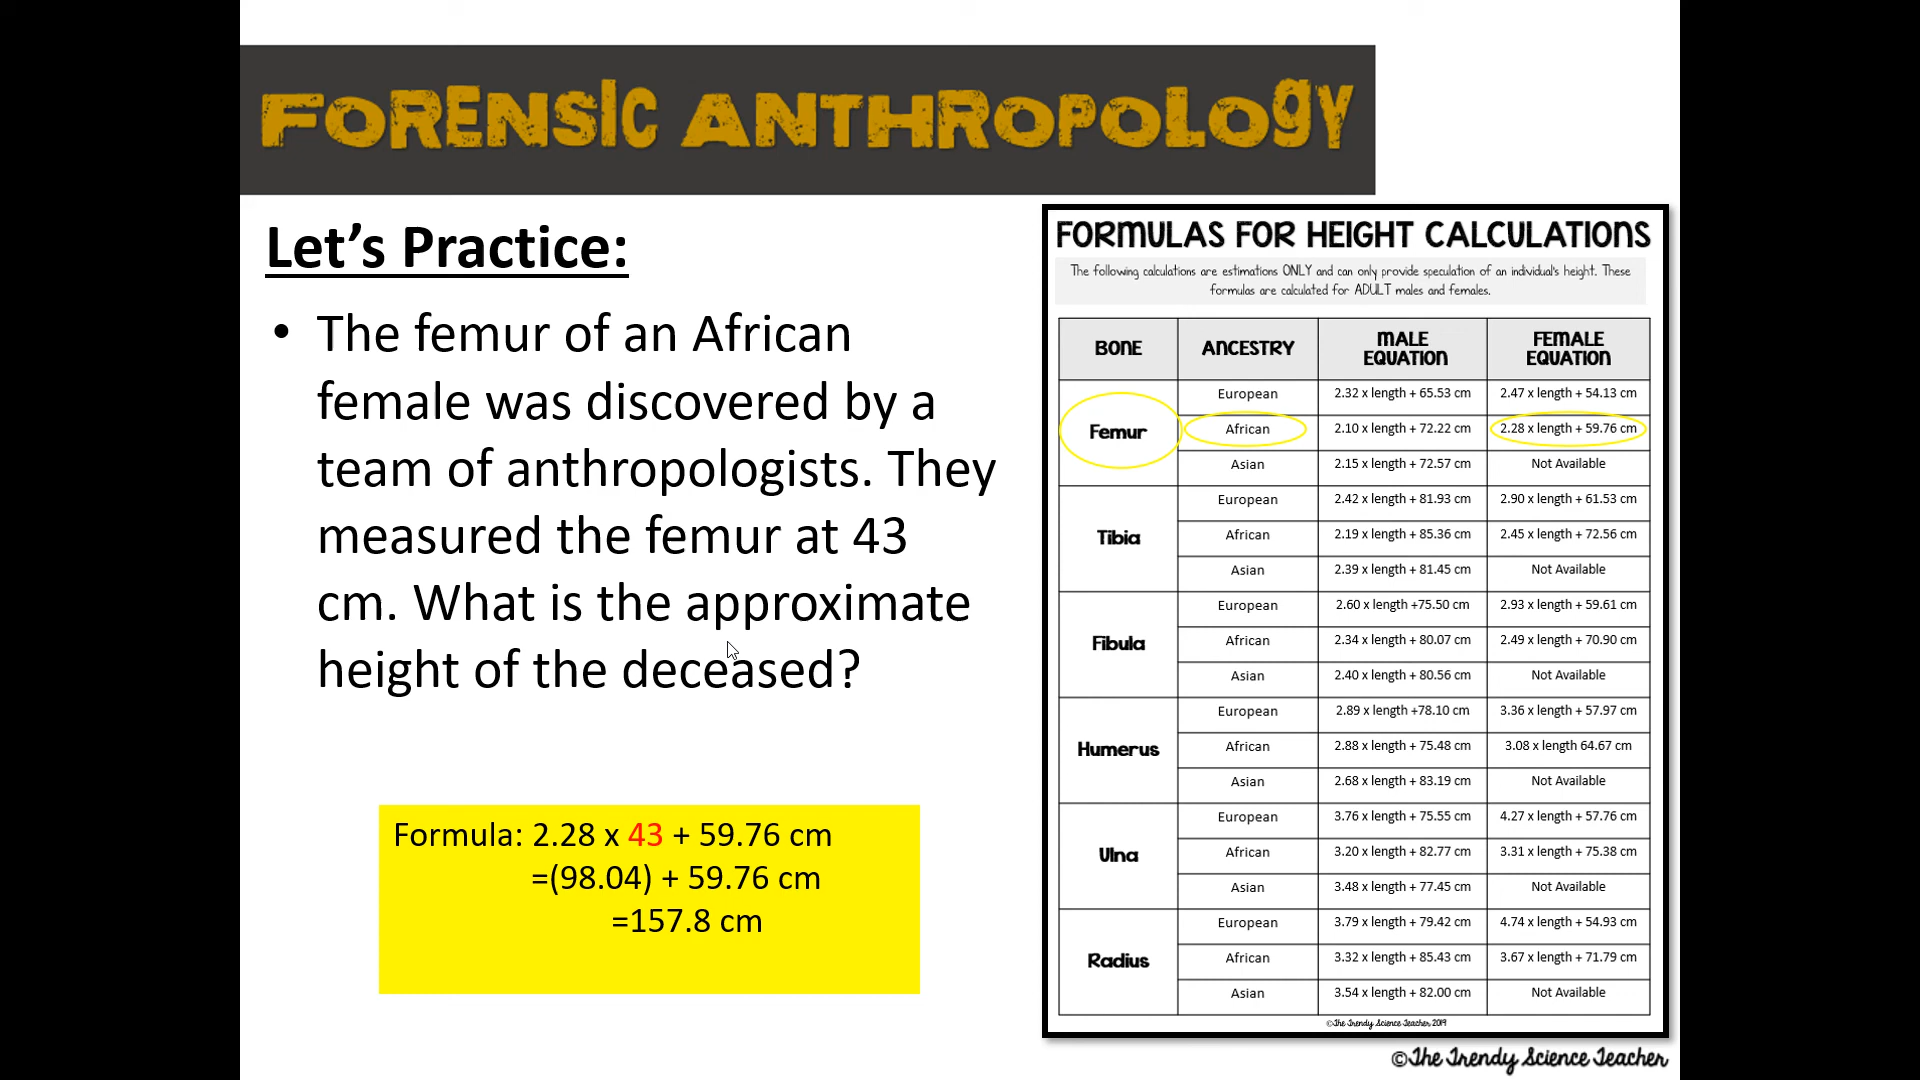 FORENSIC ANTHROPOLOGY
Let's Practice:
• The femur of an African
female was discovered by a
team of anthropologists. They
measured the femur at 43
cm. What is the approximate
height of the deceased?
Formula: 2.28 x 43 + 59.76 cm
=(98.04) + 59.76 cm
=157.8 cm
FORMULAS FOR HEIGHT CALCULATIONS
The following calculations are estimations ONLY and can only provide speculation of an individual's height. These
formulas are calculated for ADULT males and females.
BONE ANCESTRY MALE EQUATION FEMALE EQUATION
Femur
European 2.32 x length + 65.53 cm 2.47 x length + 54.13 cm
African 2.10 x length + 72.22 cm 2.28 x length + 59.76 cm
Asian 2.15 x length + 72.57 cm Not Available
Tibia
European 2.42 x length + 81.93 cm 2.90 x length + 61.53 cm
African 2.19 x length + 85.36 cm 2.45 x length + 72.56 cm
Asian 2.39 x length + 81.45 cm Not Available
Fibula
European 2.60 x length +75.50 cm 2.93 x length + 59.61 cm
African 2.34 x length + 80.07 cm 2.49 x length + 70.90 cm
Asian 2.40 x length + 80.56 cm Not Available
Humerus
European 2.89 x length +78.10 cm 3.36 x length + 57.97 cm
African 2.88 x length + 75.48 cm 3.08 x length 64.67 cm
Asian 2.68 x length + 83.19 cm Not Available
Ulna
European 3.76 x length + 75.55 cm 4.27 x length + 57.76 cm
African 3.20 x length + 82.77 cm 3.31 x length + 75.38 cm
Asian 3.48 x length + 77.45 cm Not Available
Radius
European 3.79 x length + 79.42 cm 4.74 x length + 54.93 cm
African 3.32 x length + 85.43 cm 3.67 x length + 71.79 cm
Asian 3.54 x length + 82.00 cm Not Available
©The Trendy Science Teacher 2019
©The Trendy Science Teacher